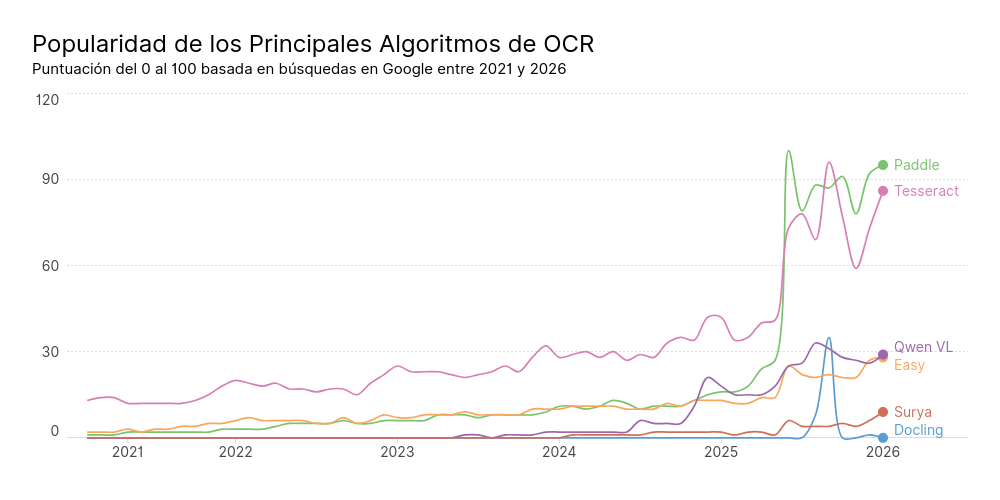 Popularidad de los Principales Algoritmos de OCR
Puntuación del 0 al 100 basada en búsquedas en Google entre 2021 y 2026
120
90
60
30
0
Paddle
Tesseract
Qwen VL
Easy
Surya
Docling
2021 2022 2023 2024 2025 2026